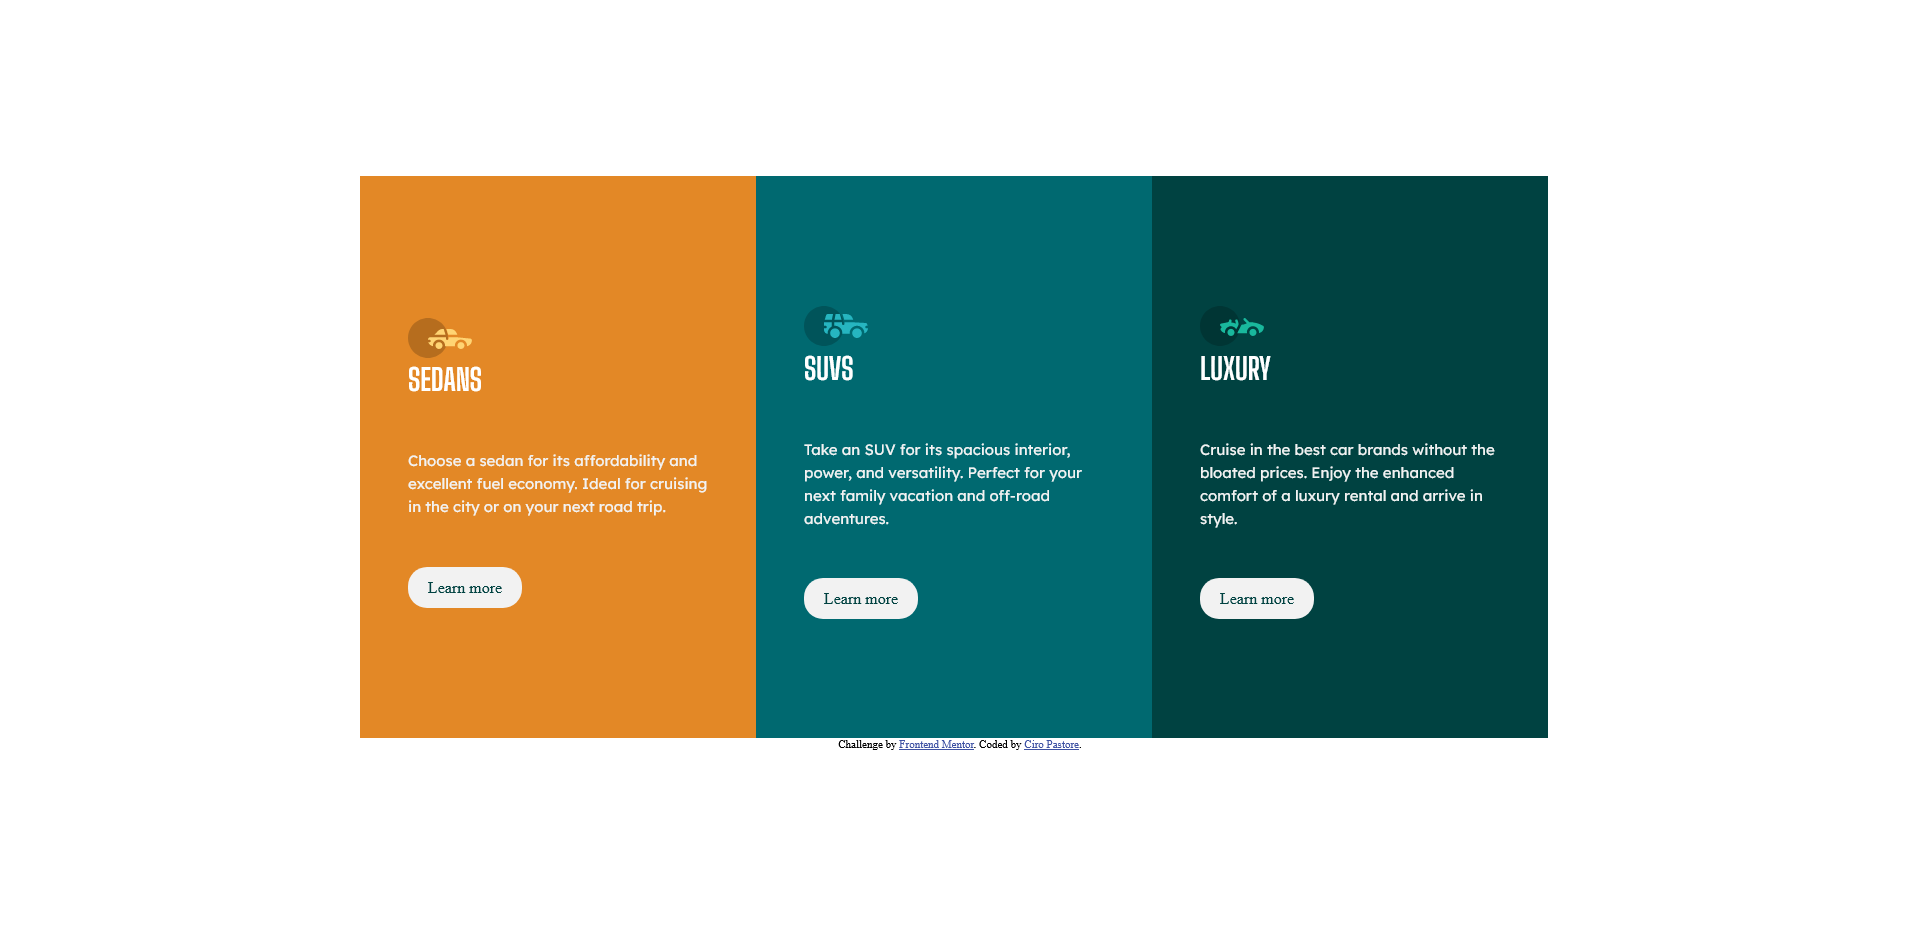 SEDANS
Choose a sedan for its affordability and
excellent fuel economy. Ideal for cruising
in the city or on your next road trip.
Learn more
SUVS
Take an SUV for its spacious interior,
power, and versatility. Perfect for your
next family vacation and off-road
adventures.
Learn more
LUXURY
Cruise in the best car brands without the
bloated prices. Enjoy the enhanced
comfort of a luxury rental and arrive in
style.
Learn more
Challenge by Frontend Mentor. Coded by Ciro Pastore.